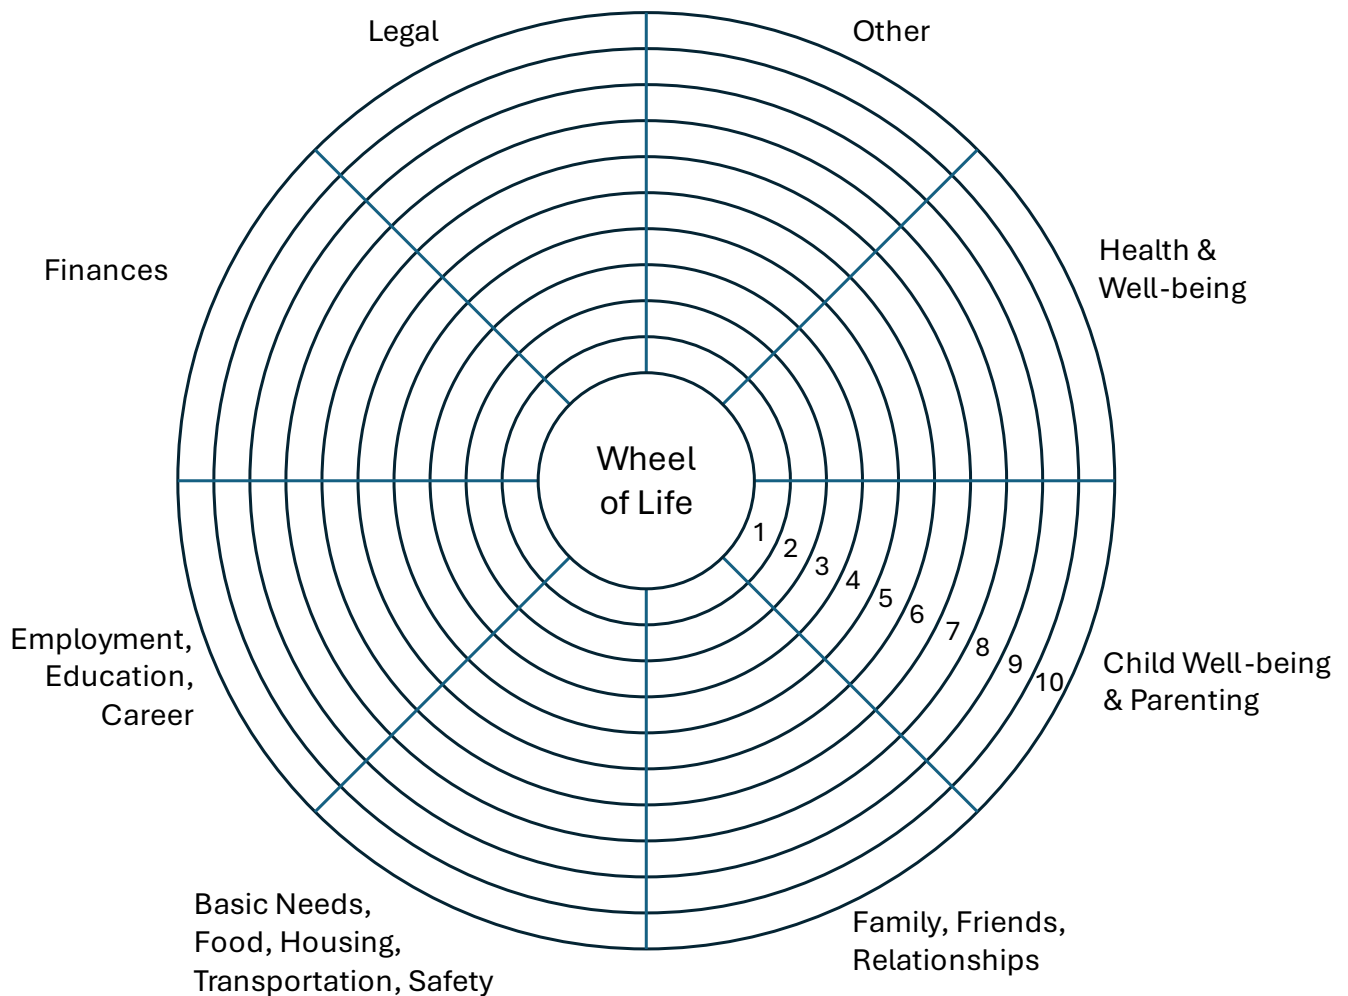 Legal
Other
Finances
Health &
Well-being
Wheel
of Life
1
2
3
4
5
6
7
8
9
10
Employment,
Education,
Career
Child Well-being
& Parenting
Basic Needs,
Food, Housing,
Transportation, Safety
Family, Friends,
Relationships